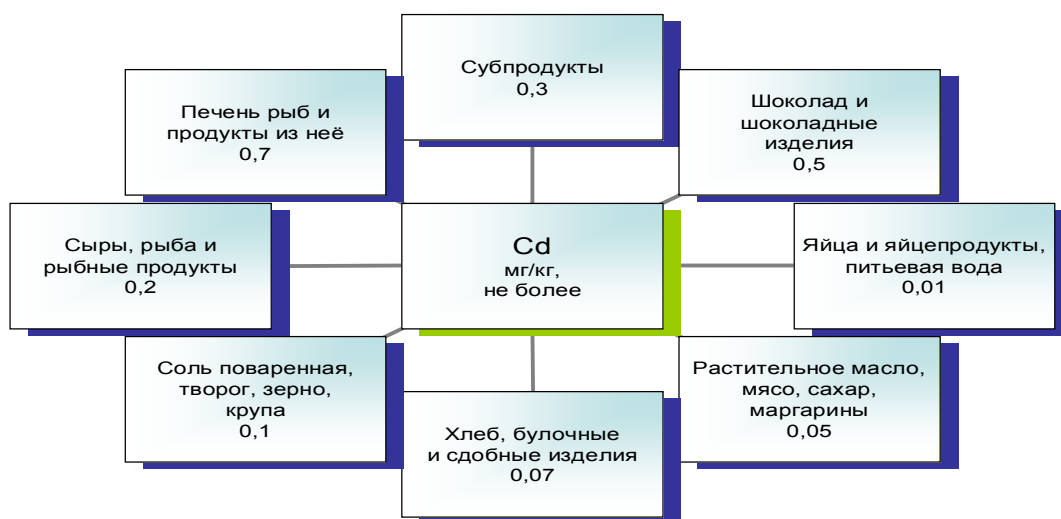 Субпродукты
0,3
Печень рыб и
продукты из неё
0,7
Шоколад и
шоколадные
изделия
0,5
Сыры, рыба и
рыбные продукты
0,2
Cd
мг/кг,
не более
Яйца и яйцепродукты,
питьевая вода
0,01
Соль поваренная,
творог, зерно,
крупа
0,1
Хлеб, булочные
и сдобные изделия
0,07
Растительное масло,
мясо, сахар,
маргарины
0,05